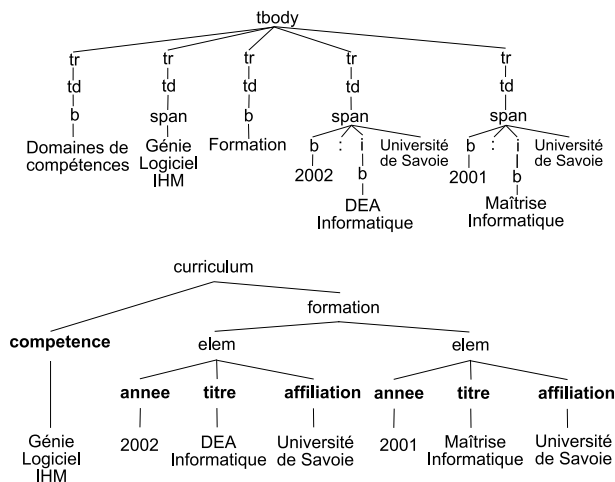 tbody
tr tr tr tr tr
td td td td td
b span b span span
Domaines de compétences
Génie Logiciel IHM
Formation
b : i Université de Savoie
2002 b
DEA Informatique
b : i Université de Savoie
2001 b
Maîtrise Informatique
curriculum
formation
competence elem elem
annee titre affiliation annee titre affiliation
Génie Logiciel IHM
2002
DEA Informatique
Université de Savoie
2001
Maîtrise Informatique
Université de Savoie